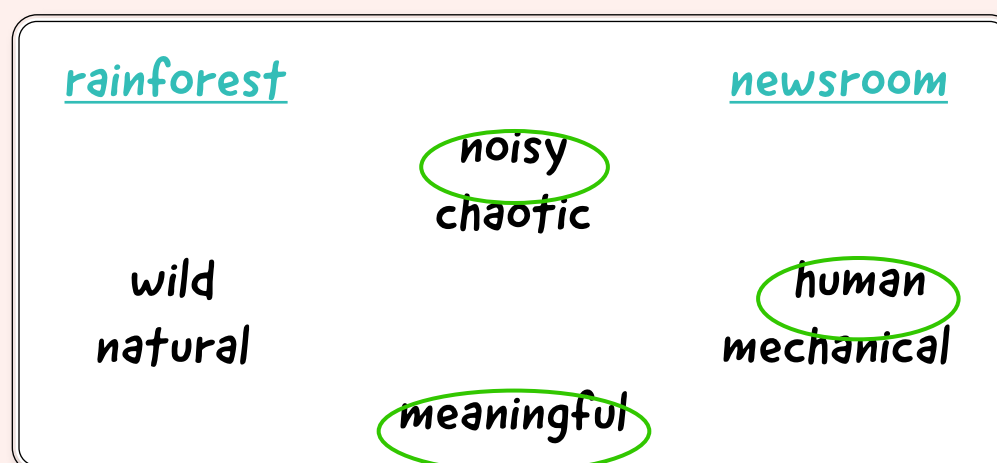 rainforest newsroom
noisy
chaotic
wild human
natural mechanical
meaningful